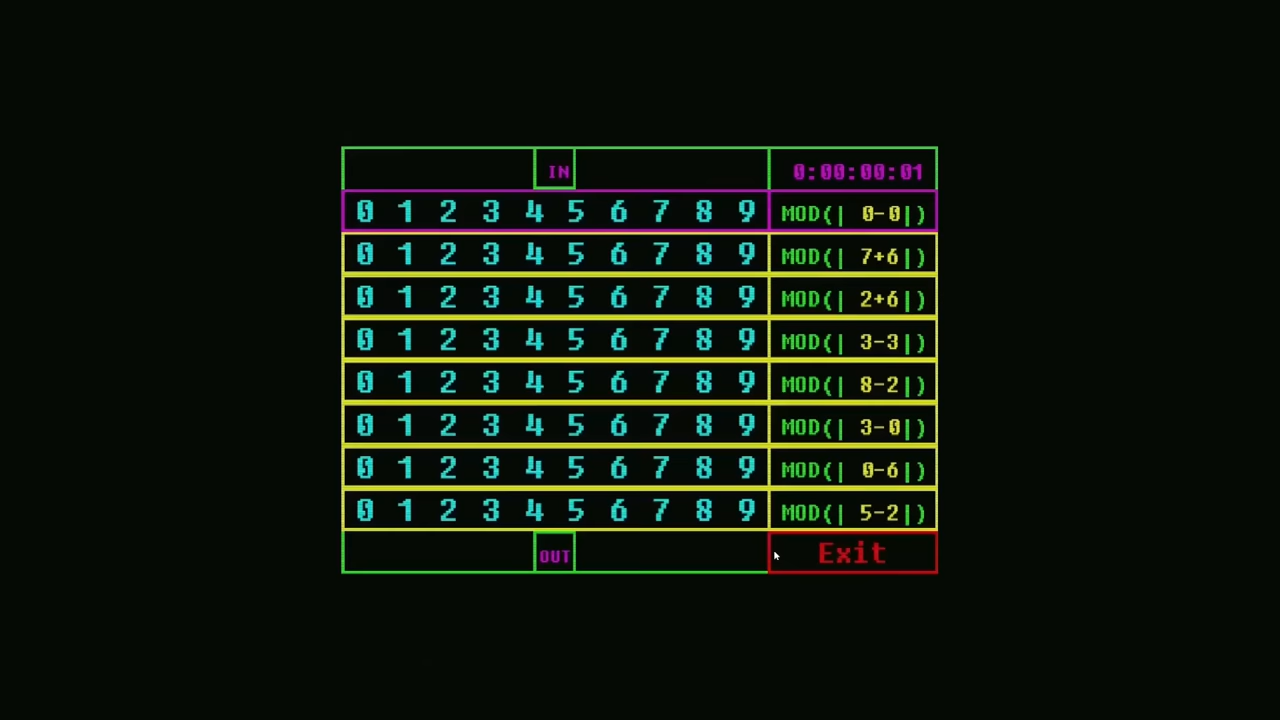 IN 0:00:00:01
0 1 2 3 4 5 6 7 8 9 MOD(| 0-0|)
0 1 2 3 4 5 6 7 8 9 MOD(| 7+6|)
0 1 2 3 4 5 6 7 8 9 MOD(| 2+6|)
0 1 2 3 4 5 6 7 8 9 MOD(| 3-3|)
0 1 2 3 4 5 6 7 8 9 MOD(| 8-2|)
0 1 2 3 4 5 6 7 8 9 MOD(| 3-0|)
0 1 2 3 4 5 6 7 8 9 MOD(| 0-6|)
0 1 2 3 4 5 6 7 8 9 MOD(| 5-2|)
OUT Exit